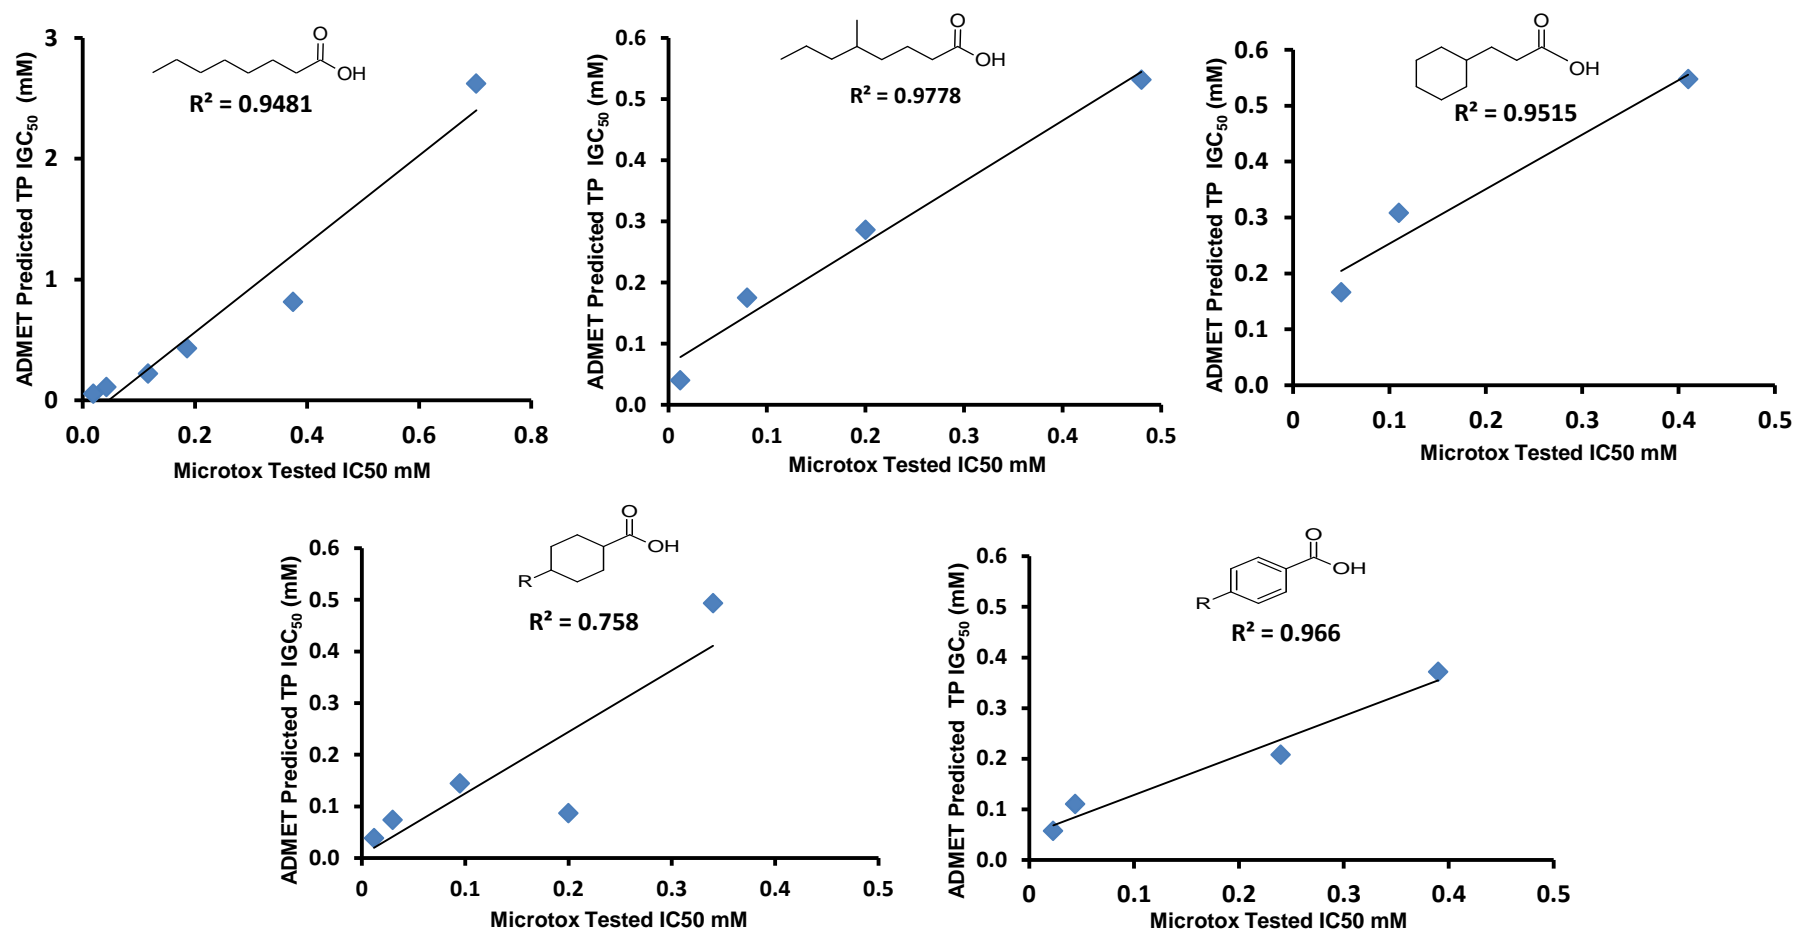 ADMET Predicted TP IGC50 (mM)
3
2
1
0
0.0 0.2 0.4 0.6 0.8
Microtox Tested IC50 mM
O
OH
R² = 0.9481
ADMET Predicted TP IGC50 (mM)
0.6
0.5
0.4
0.3
0.2
0.1
0.0
0 0.1 0.2 0.3 0.4 0.5
Microtox Tested IC50 mM
O
OH
R² = 0.9778
ADMET Predicted TP IGC50 (mM)
0.6
0.5
0.4
0.3
0.2
0.1
0.0
0 0.1 0.2 0.3 0.4 0.5
Microtox Tested IC50 mM
O
OH
R² = 0.9515
ADMET Predicted TP IGC50 (mM)
0.6
0.5
0.4
0.3
0.2
0.1
0.0
0 0.1 0.2 0.3 0.4 0.5
Microtox Tested IC50 mM
O
OH
R
R² = 0.758
ADMET Predicted TP IGC50 (mM)
0.6
0.5
0.4
0.3
0.2
0.1
0.0
0 0.1 0.2 0.3 0.4 0.5
Microtox Tested IC50 mM
O
OH
R
R² = 0.966